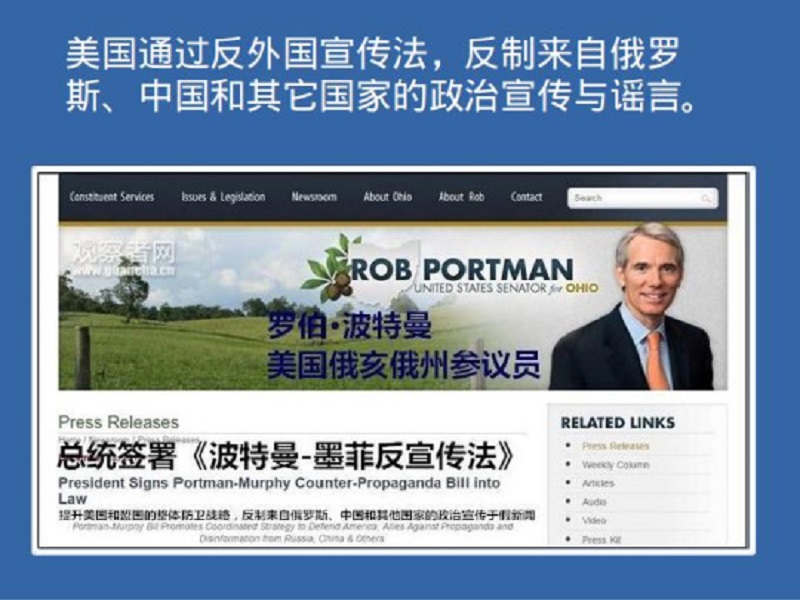 美国通过反外国宣传法，反制来自俄罗
斯、中国和其它国家的政治宣传与谣言。
Constituent Services Issues & Legislation Newsroom About Ohio About Rob Contact Search
观察者网
www.guancha.cn
ROB PORTMAN
UNITED STATES SENATOR for OHIO
罗伯·波特曼
美国俄亥俄州参议员
Press Releases
Home / Newsroom / Press Releases
总统签署《波特曼-墨菲反宣传法》
President Signs Portman-Murphy Counter-Propaganda Bill into
Law
提升美国和盟国的整体防卫战略，反制来自俄罗斯、中国和其他国家的政治宣传于假新闻
Portman-Murphy Bill Promotes Coordinated Strategy to Defend America, Allies Against Propaganda and
Disinformation from Russia, China & Others
RELATED LINKS
Press Releases
Weekly Column
Articles
Audio
Video
Press Kit